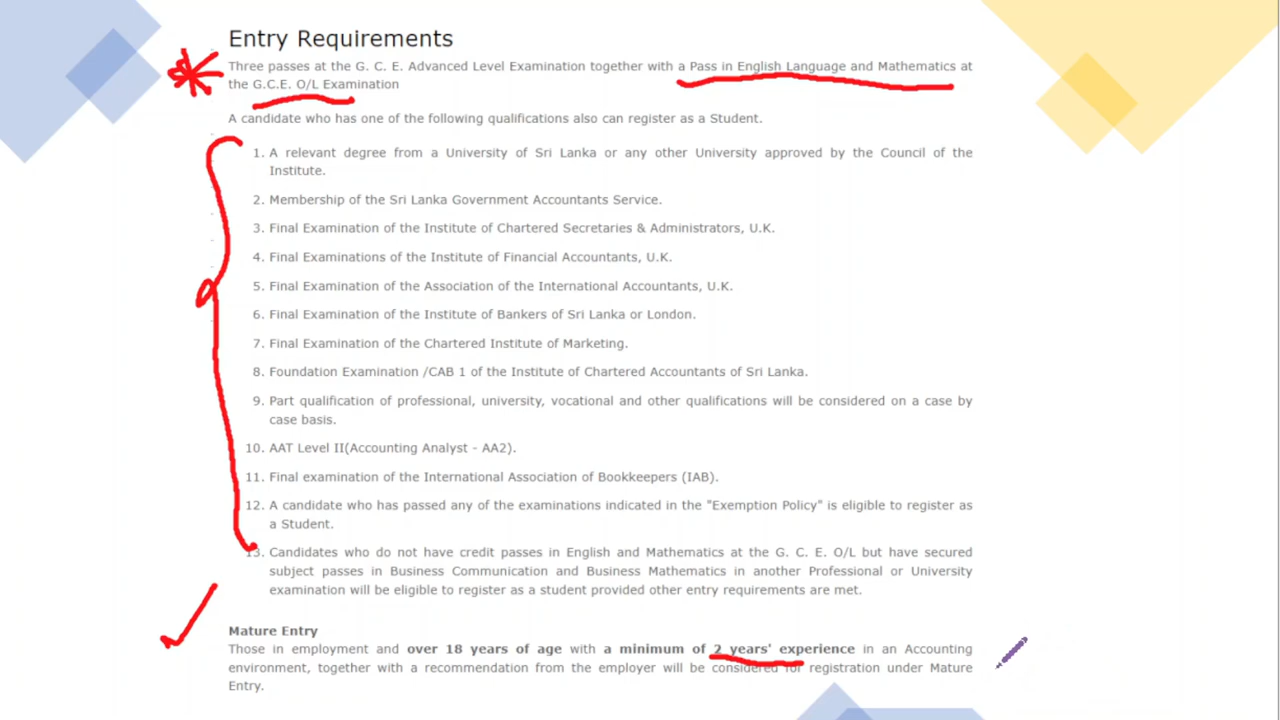 Entry Requirements
Three passes at the G. C. E. Advanced Level Examination together with a Pass in English Language and Mathematics at
the G.C.E. O/L Examination
A candidate who has one of the following qualifications also can register as a Student.
1. A relevant degree from a University of Sri Lanka or any other University approved by the Council of the
Institute.
2. Membership of the Sri Lanka Government Accountants Service.
3. Final Examination of the Institute of Chartered Secretaries & Administrators, U.K.
4. Final Examinations of the Institute of Financial Accountants, U.K.
5. Final Examination of the Association of the International Accountants, U.K.
6. Final Examination of the Institute of Bankers of Sri Lanka or London.
7. Final Examination of the Chartered Institute of Marketing.
8. Foundation Examination /CAB 1 of the Institute of Chartered Accountants of Sri Lanka.
9. Part qualification of professional, university, vocational and other qualifications will be considered on a case by
case basis.
10. AAT Level II(Accounting Analyst - AA2).
11. Final examination of the International Association of Bookkeepers (IAB).
12. A candidate who has passed any of the examinations indicated in the "Exemption Policy" is eligible to register as
a Student.
13. Candidates who do not have credit passes in English and Mathematics at the G. C. E. O/L but have secured
subject passes in Business Communication and Business Mathematics in another Professional or University
examination will be eligible to register as a student provided other entry requirements are met.
Mature Entry
Those in employment and over 18 years of age with a minimum of 2 years' experience in an Accounting
environment, together with a recommendation from the employer will be considered for registration under Mature
Entry.